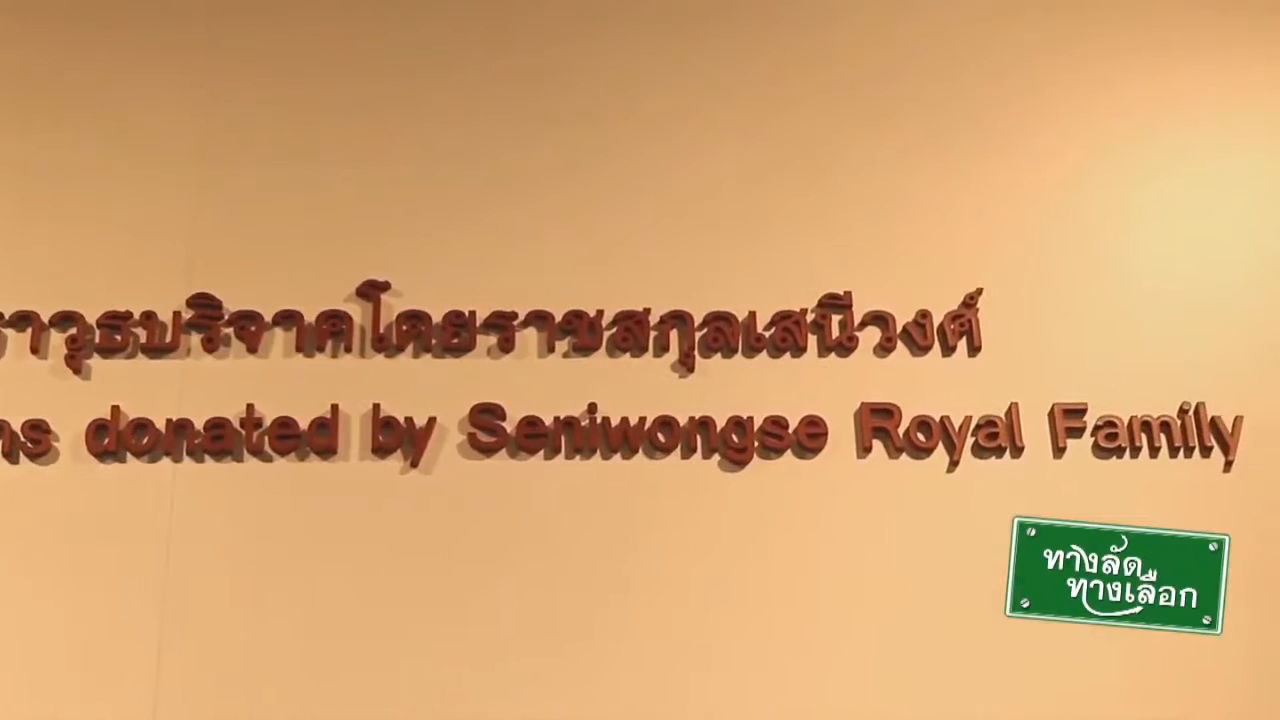 ราวุธบริจาคโดยราชสกุลเสนีวงศ์
ns donated by Seniwongse Royal Family
ทางลัด
ทางเลือก